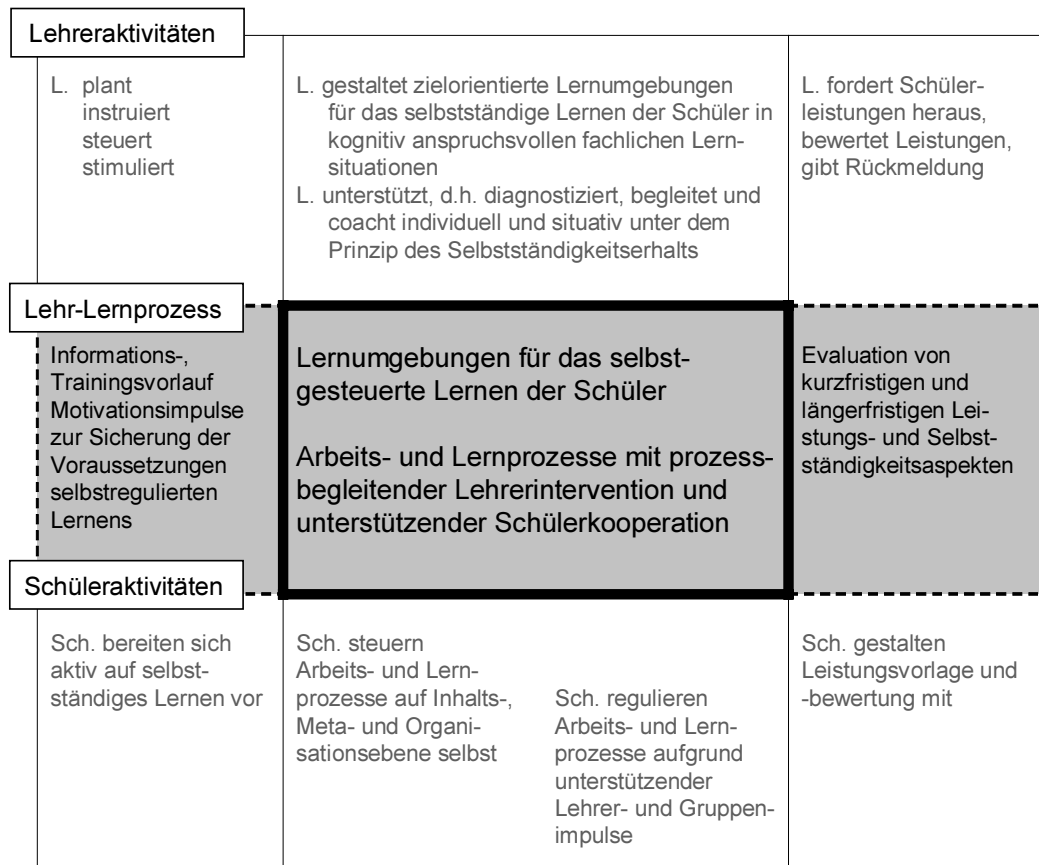 Lehreraktivitäten
L. plant
instruiert
steuert
stimuliert
L. gestaltet zielorientierte Lernumgebungen
für das selbstständige Lernen der Schüler in
kognitiv anspruchsvollen fachlichen Lern-
situationen
L. unterstützt, d.h. diagnostiziert, begleitet und
coacht individuell und situativ unter dem
Prinzip des Selbstständigkeitserhalts
L. fordert Schüler-
leistungen heraus,
bewertet Leistungen,
gibt Rückmeldung
Lehr-Lernprozess
Informations-,
Trainingsvorlauf
Motivationsimpulse
zur Sicherung der
Voraussetzungen
selbstregulierten
Lernens
Lernumgebungen für das selbst-
gesteuerte Lernen der Schüler
Arbeits- und Lernprozesse mit prozess-
begleitender Lehrerintervention und
unterstützender Schülerkooperation
Evaluation von
kurzfristigen und
längerfristigen Leis-
tungs- und Selbst-
ständigkeitsaspekten
Schüleraktivitäten
Sch. bereiten sich
aktiv auf selbst-
ständiges Lernen vor
Sch. steuern
Arbeits- und Lern-
prozesse auf Inhalts-,
Meta- und Organi-
sationsebene selbst
Sch. regulieren
Arbeits- und Lern-
prozesse aufgrund
unterstützender
Lehrer- und Gruppen-
impulse
Sch. gestalten
Leistungsvorlage und
-bewertung mit